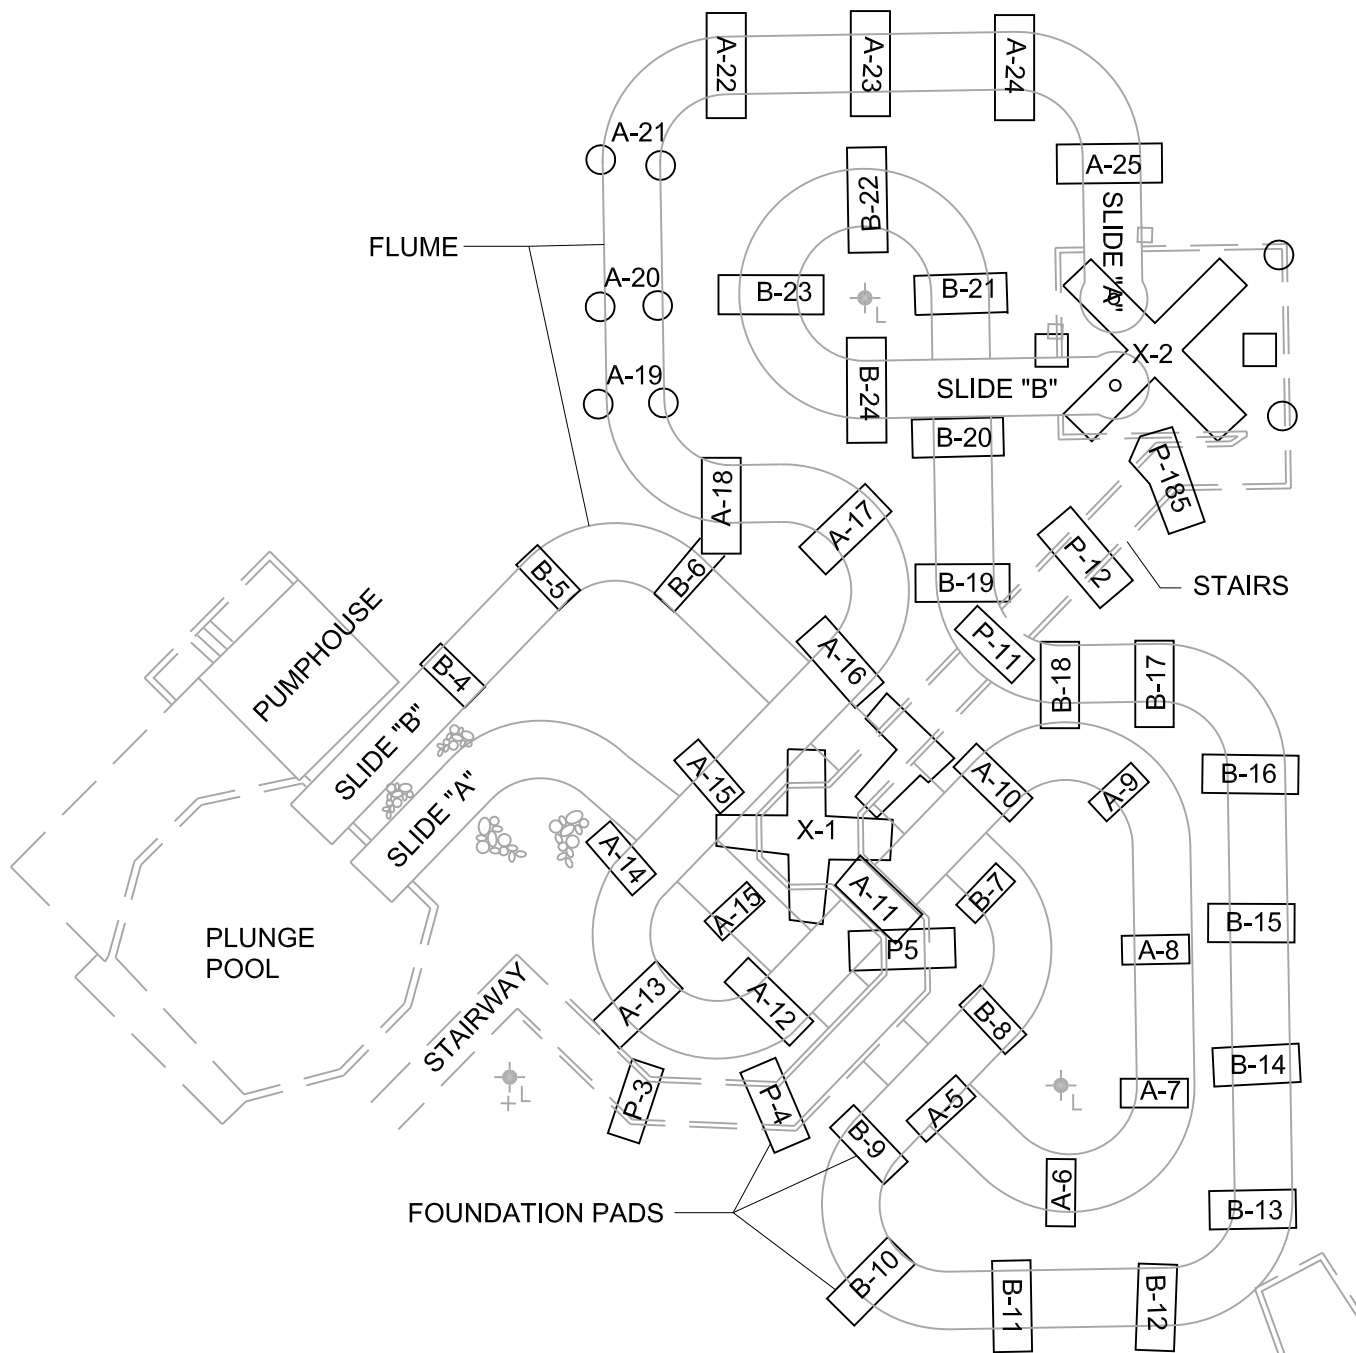 A-22
A-23
A-24
A-21
A-25
B-22
SLIDE "A"
FLUME
A-20
B-23
B-21
L
X-2
A-19
SLIDE "B"
B-24
B-20
A-18
P-185
A-17
B-5
B-6
P-12
B-19
STAIRS
PUMPHOUSE
P-11
A-16
B-4
B-18
B-17
SLIDE "B"
A-15
A-10
A-9
B-16
SLIDE "A"
X-1
A-14
A-11
B-7
A-15
B-15
PLUNGE
POOL
P5
A-8
STAIRWAY
A-13
A-12
B-8
B-14
L
P-3
P-4
A-5
L
A-7
B-9
A-6
FOUNDATION PADS
B-13
B-10
B-11
B-12